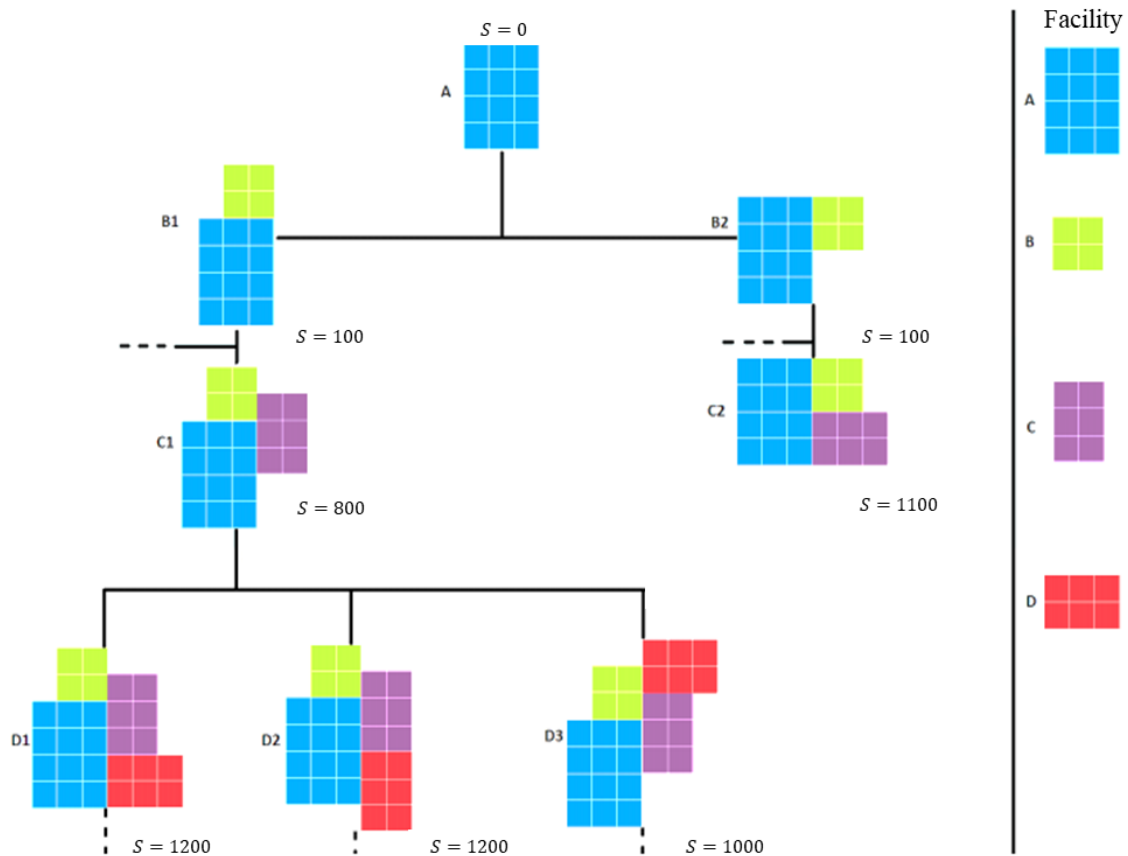 Facility
S = 0
A
A
B1
B2
B
S = 100
S = 100
C1
C2
C
S = 800
S = 1100
D
D1
D2
D3
S = 1200
S = 1200
S = 1000